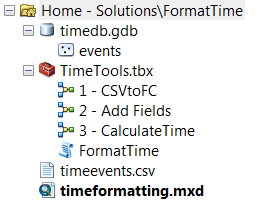 Home - Solutions\FormatTime
timedb.gdb
events
TimeTools.tbx
1 - CSVtoFC
2 - Add Fields
3 - CalculateTime
FormatTime
timeevents.csv
timeformatting.mxd